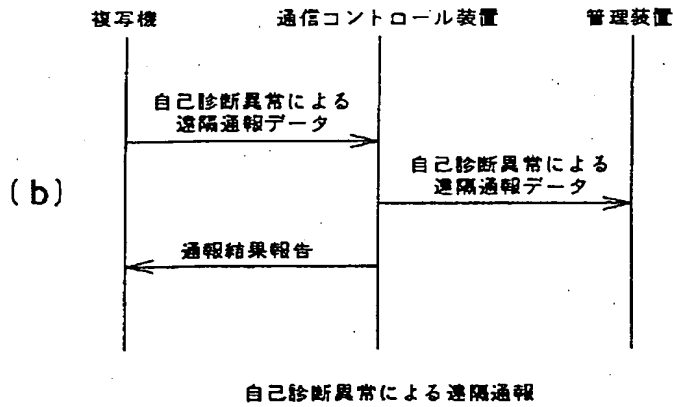 複写機 通信コントロール装置 管理装置
自己診断異常による
遠隔通報データ
自己診断異常による
遠隔通報データ
(b)
通報結果報告
自己診断異常による遠隔通報